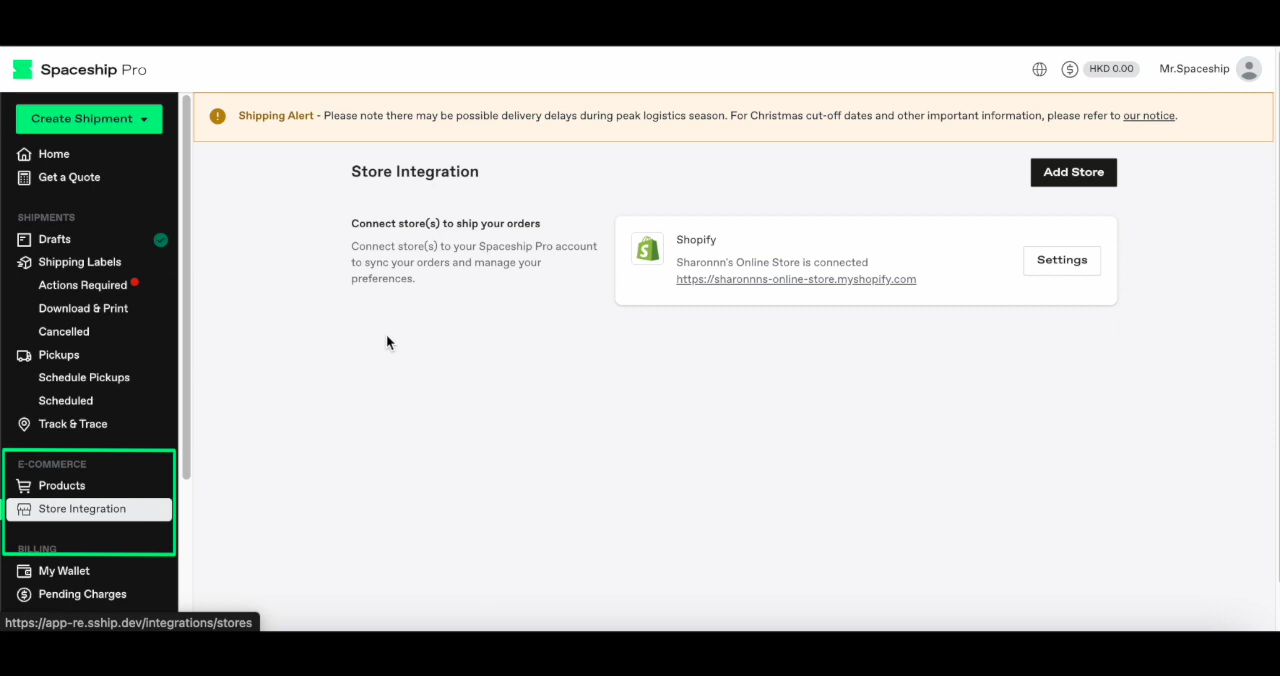 Spaceship Pro
HKD 0.00
Mr.Spaceship
Create Shipment
Home
Get a Quote
SHIPMENTS
Drafts
Shipping Labels
Actions Required
Download & Print
Cancelled
Pickups
Schedule Pickups
Scheduled
Track & Trace
E-COMMERCE
Products
Store Integration
BILLING
My Wallet
Pending Charges
https://app-re.sship.dev/integrations/stores
Shipping Alert - Please note there may be possible delivery delays during peak logistics season. For Christmas cut-off dates and other important information, please refer to our notice.
Store Integration
Add Store
Connect store(s) to ship your orders
Connect store(s) to your Spaceship Pro account
to sync your orders and manage your
preferences.
Shopify
Sharonnn's Online Store is connected
https://sharonnns-online-store.myshopify.com
Settings